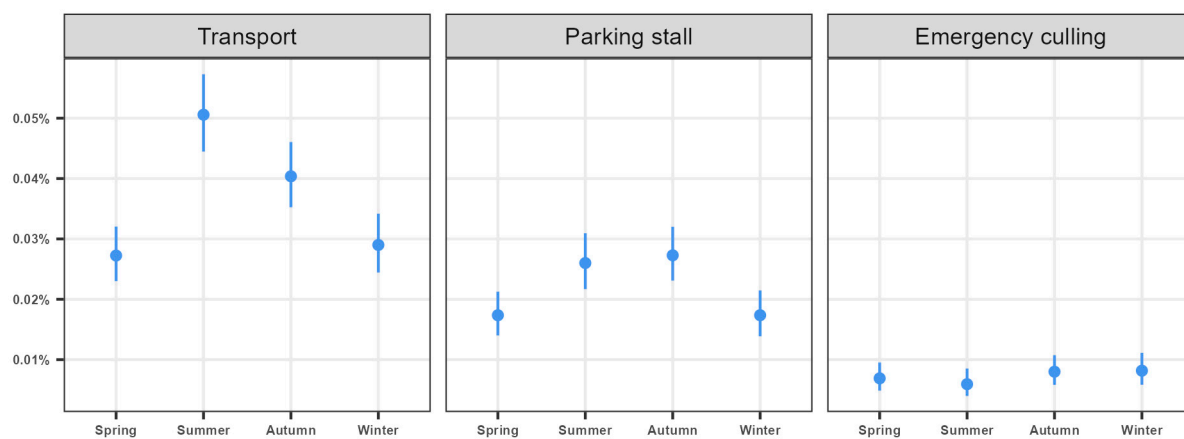 Transport Parking stall Emergency culling
0.05%
0.04%
0.03%
0.02%
0.01%
Spring Summer Autumn Winter Spring Summer Autumn Winter Spring Summer Autumn Winter